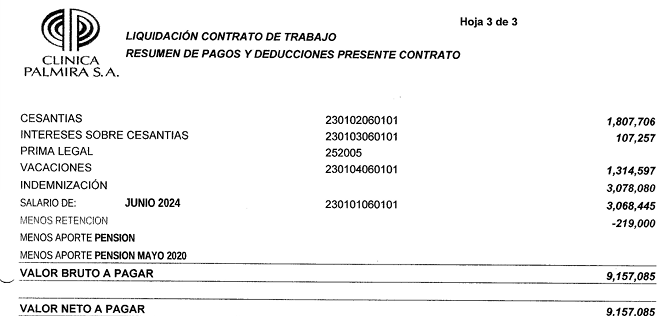 Hoja 3 de 3
LIQUIDACIÓN CONTRATO DE TRABAJO
RESUMEN DE PAGOS Y DEDUCCIONES PRESENTE CONTRATO
CLINICA
PALMIRA S.A.
CESANTIAS 230102060101 1,807,706
INTERESES SOBRE CESANTIAS 230103060101 107,257
PRIMA LEGAL 252005
VACACIONES 230104060101 1,314,597
INDEMNIZACIÓN 3,078,080
SALARIO DE: JUNIO 2024 230101060101 3,068,445
MENOS RETENCION -219,000
MENOS APORTE PENSION
MENOS APORTE PENSION MAYO 2020
VALOR BRUTO A PAGAR 9,157,085
VALOR NETO A PAGAR 9,157,085